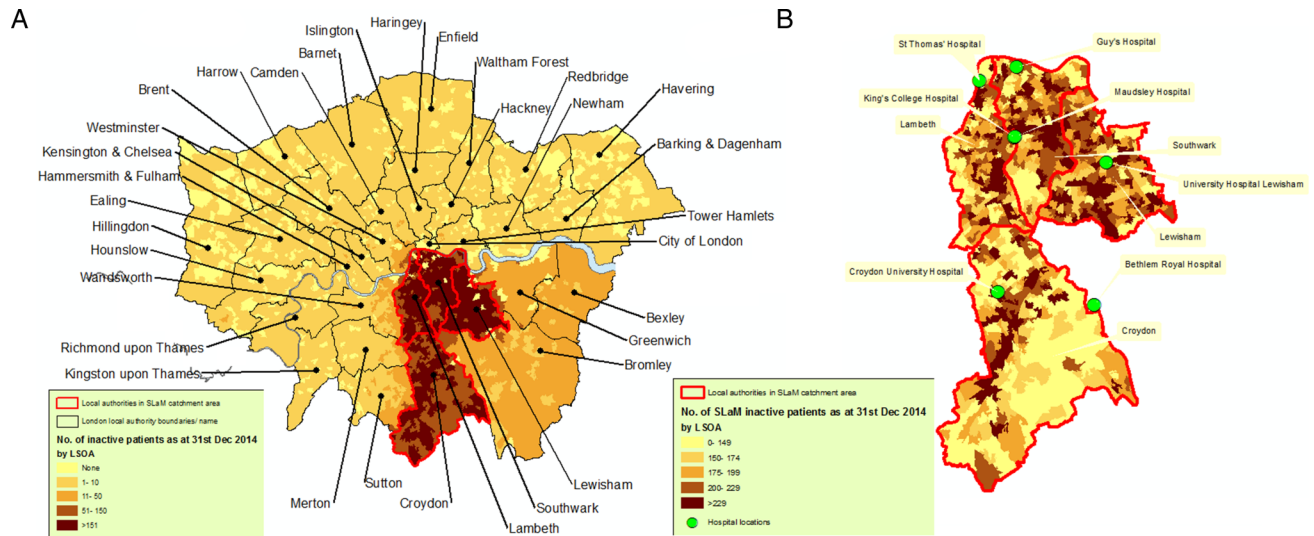 A
Haringey
Islington
Enfield
Barnet
Waltham Forest
Harrow
Camden
Redbridge
Brent
Hackney
Newham
Havering
Westminster
Barking & Dagenham
Kensington & Chelsea
Hammersmith & Fulham
Ealing
Tower Hamlets
Hillingdon
City of London
Hounslow
Wandsworth
Bexley
Richmond upon Thames
Greenwich
Kingston upon Thames
Bromley
Local authorities in SLaM catchment area
London local authority boundaries/ name
No. of inactive patients as at 31st Dec 2014
by LSOA
None
1- 10
11- 50
51- 150
>151
Sutton
Lewisham
Merton
Croydon
Southwark
Lambeth
B
St Thomas' Hospital
Guy's Hospital
King's College Hospital
Maudsley Hospital
Lambeth
Southwark
University Hospital Lewisham
Lewisham
Croydon University Hospital
Bethlem Royal Hospital
Croydon
Local authorities in SLaM catchment area
No. of SLaM inactive patients as at 31st Dec 2014
by LSOA
0- 149
150- 174
175- 199
200- 229
>229
Hospital locations